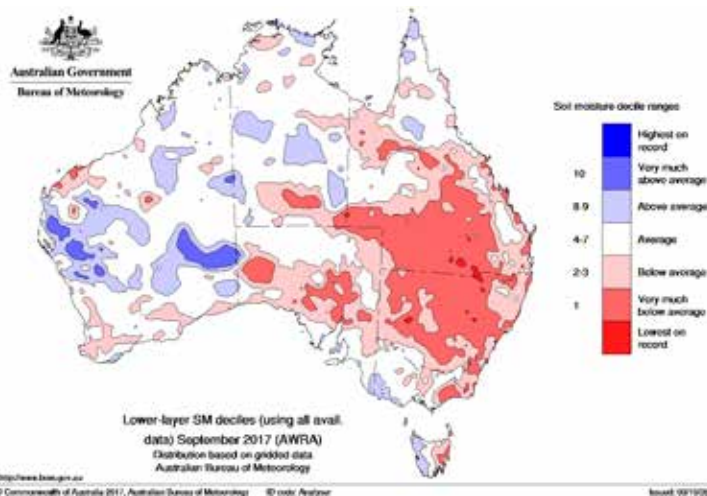 Australian Government
Bureau of Meteorology
Soil moisture decile ranges
Highest on
record
10
Very much
above average
8-9
Above average
4-7
Average
2-3
Below average
1
Very much
below average
Lowest on
record
Lower-layer SM deciles (using all avail.
data) September 2017 (AWRA)
Distribution based on gridded data
Australian Bureau of Meteorology
http://www.bom.gov.au
© Commonwealth of Australia 2017, Australian Bureau of Meteorology
ID code:
Issued: